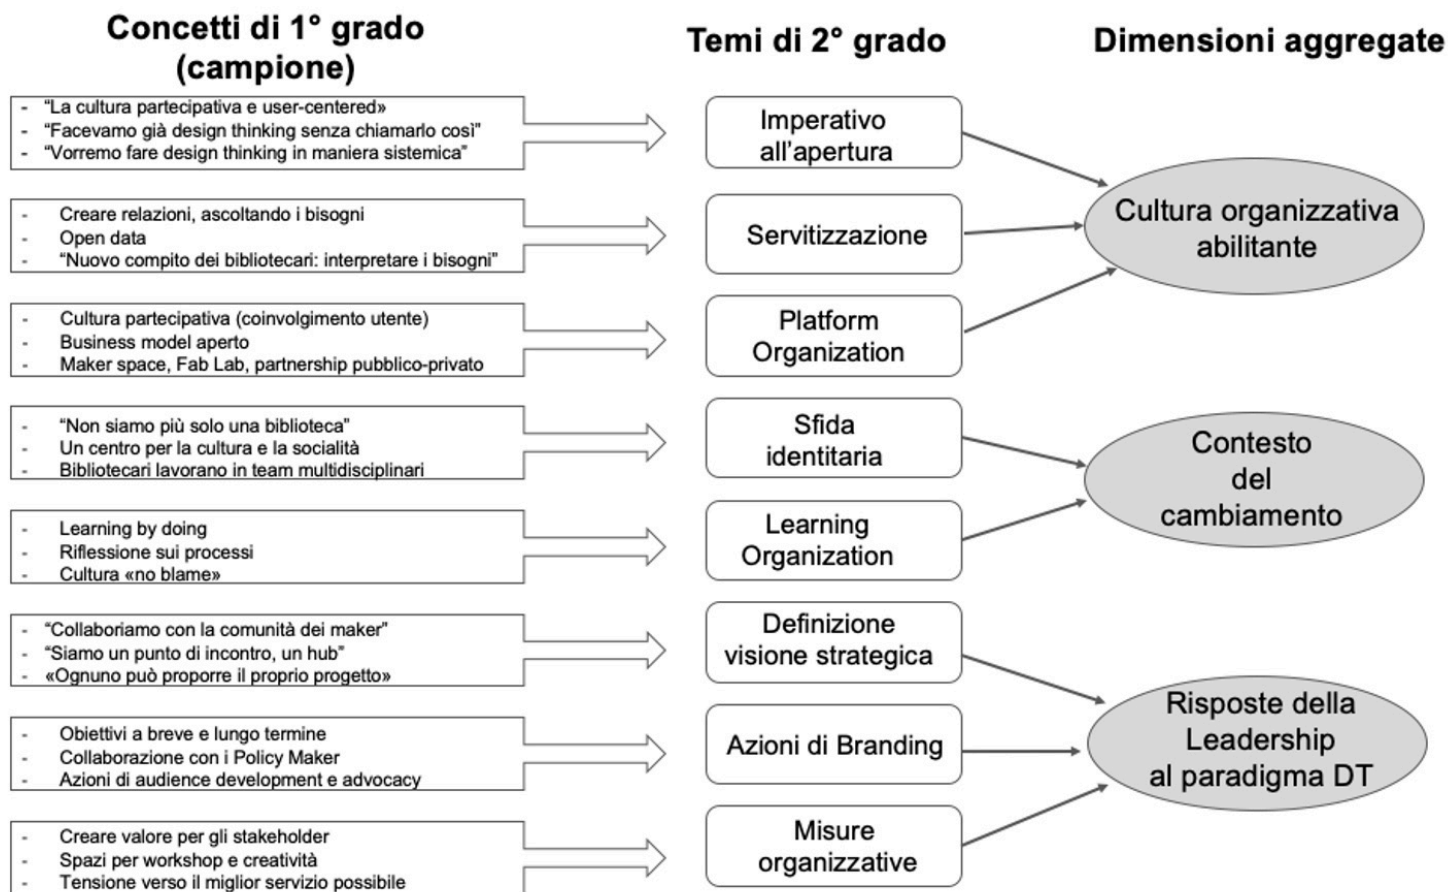 Concetti di 1° grado
(campione)
Temi di 2° grado
Dimensioni aggregate
- “La cultura partecipativa e user-centered»
- “Facevamo già design thinking senza chiamarlo così”
- “Vorremo fare design thinking in maniera sistemica”
Imperativo
all’apertura
- Creare relazioni, ascoltando i bisogni
- Open data
- “Nuovo compito dei bibliotecari: interpretare i bisogni”
Servitizzazione
Cultura organizzativa
abilitante
- Cultura partecipativa (coinvolgimento utente)
- Business model aperto
- Maker space, Fab Lab, partnership pubblico-privato
Platform
Organization
- “Non siamo più solo una biblioteca”
- Un centro per la cultura e la socialità
- Bibliotecari lavorano in team multidisciplinari
Sfida
identitaria
Contesto
del
cambiamento
- Learning by doing
- Riflessione sui processi
- Cultura «no blame»
Learning
Organization
- “Collaboriamo con la comunità dei maker”
- “Siamo un punto di incontro, un hub”
- «Ognuno può proporre il proprio progetto»
Definizione
visione strategica
- Obiettivi a breve e lungo termine
- Collaborazione con i Policy Maker
- Azioni di audience development e advocacy
Azioni di Branding
Risposte della
Leadership
al paradigma DT
- Creare valore per gli stakeholder
- Spazi per workshop e creatività
- Tensione verso il miglior servizio possibile
Misure
organizzative